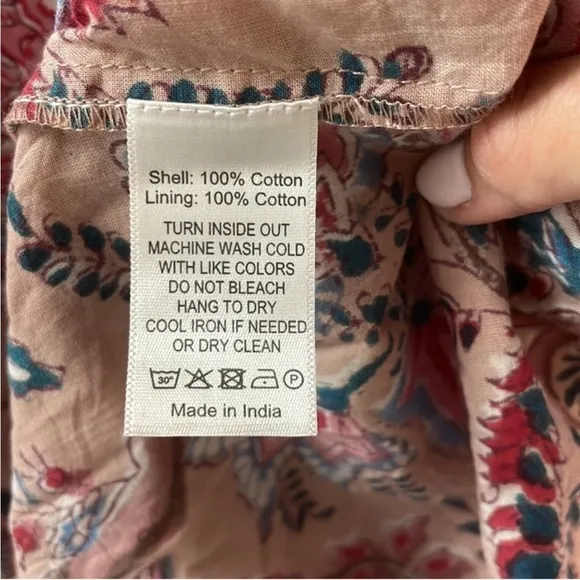 Shell: 100% Cotton
Lining: 100% Cotton
TURN INSIDE OUT
MACHINE WASH COLD
WITH LIKE COLORS
DO NOT BLEACH
HANG TO DRY
COOL IRON IF NEEDED
OR DRY CLEAN
30° P
Made in India